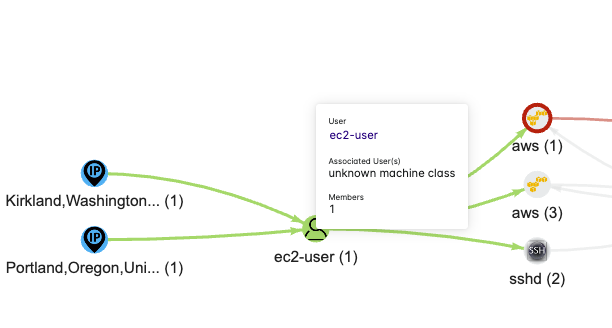 User
ec2-user
Associated User(s)
unknown machine class
Members
1
aws (1)
IP
Kirkland,Washington... (1)
aws (3)
IP
Portland,Oregon,Uni... (1)
ec2-user (1)
SSH
sshd (2)